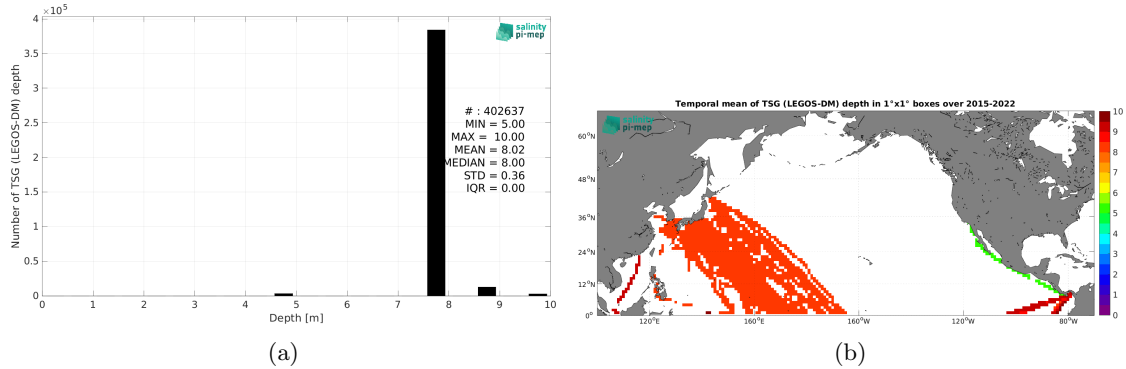 ×10⁵
4
3.5
3
2.5
2
1.5
1
0.5
0
Number of TSG (LEGOS-DM) depth
salinity
pi-mep
# : 402637
MIN = 5.00
MAX = 10.00
MEAN = 8.02
MEDIAN = 8.00
STD = 0.36
IQR = 0.00
0 1 2 3 4 5 6 7 8 9 10
Depth [m]
(a)
Temporal mean of TSG (LEGOS-DM) depth in 1°x1° boxes over 2015-2022
salinity
pi-mep
60°N
48°N
36°N
24°N
12°N
0°
120°E 160°E 160°W 120°W 80°W
10
9
8
7
6
5
4
3
2
1
0
(b)